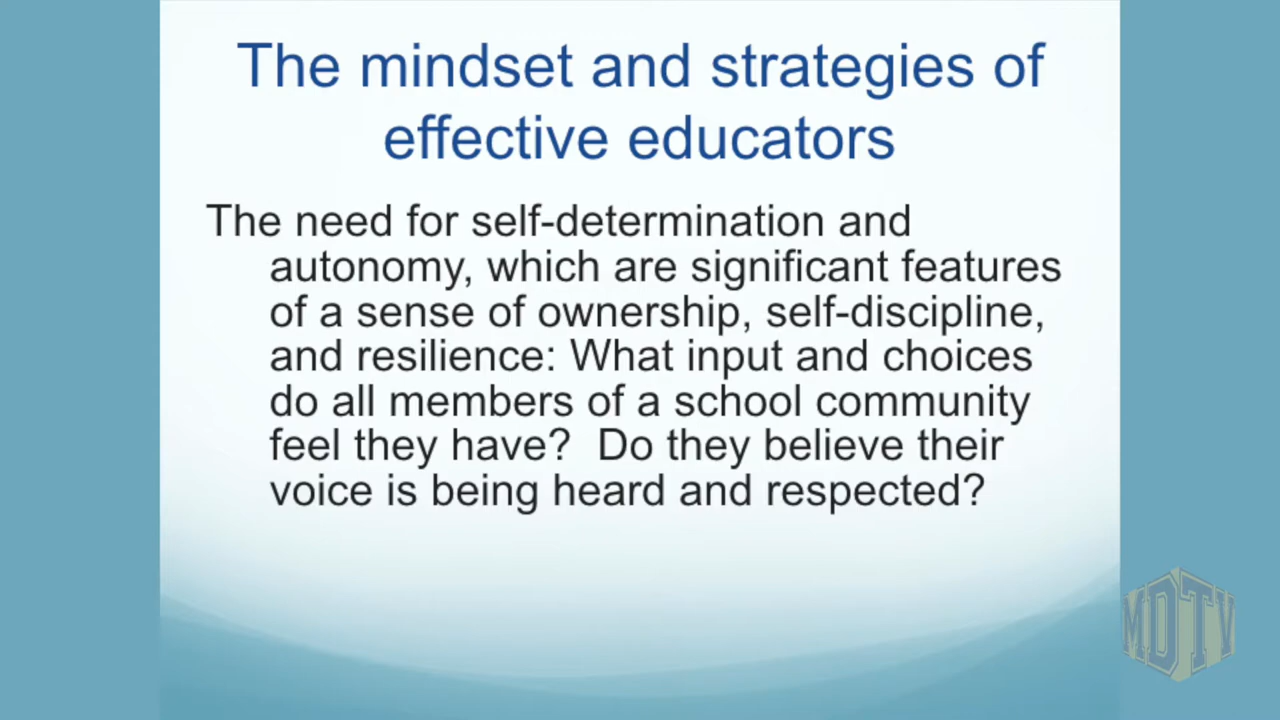 The mindset and strategies of
effective educators
The need for self-determination and
autonomy, which are significant features
of a sense of ownership, self-discipline,
and resilience: What input and choices
do all members of a school community
feel they have?  Do they believe their
voice is being heard and respected?
MDTV